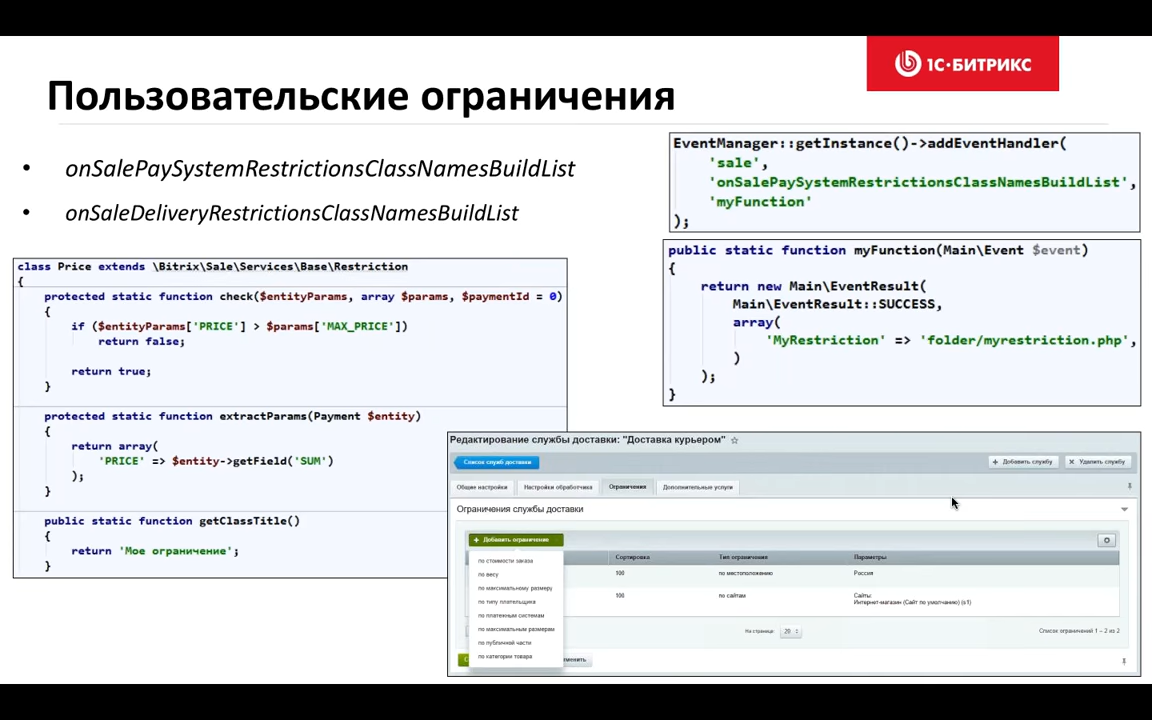 1С·БИТРИКС
Пользовательские ограничения
• onSalePaySystemRestrictionsClassNamesBuildList
• onSaleDeliveryRestrictionsClassNamesBuildList
EventManager::getInstance()->addEventHandler(
'sale',
'onSalePaySystemRestrictionsClassNamesBuildList',
'myFunction'
);
public static function myFunction(Main\Event $event)
{
return new Main\EventResult(
Main\EventResult::SUCCESS,
array(
'MyRestriction' => 'folder/myrestriction.php',
)
);
}
class Price extends \Bitrix\Sale\Services\Base\Restriction
{
protected static function check($entityParams, array $params, $paymentId = 0)
{
if ($entityParams['PRICE'] > $params['MAX_PRICE'])
return false;
return true;
}
protected static function extractParams(Payment $entity)
{
return array(
'PRICE' => $entity->getField('SUM')
);
}
public static function getClassTitle()
{
return 'Мое ограничение';
}
Редактирование службы доставки: "Доставка курьером"
Список служб доставки
+ Добавить службу
× Удалить службу
Общие настройки
Настройки обработчика
Ограничения
Дополнительные услуги
Ограничения службы доставки
+ Добавить ограничение
Сортировка Тип ограничения Параметры
100 по местоположению Россия
100 по сайтам Сайты:
Интернет-магазин (Сайт по умолчанию) (s1)
по стоимости заказа
по весу
по максимальному размеру
по типу плательщика
по платежным системам
по максимальным размерам
по публичной части
по категории товара
На странице: 20
Список ограничений 1 – 2 из 2